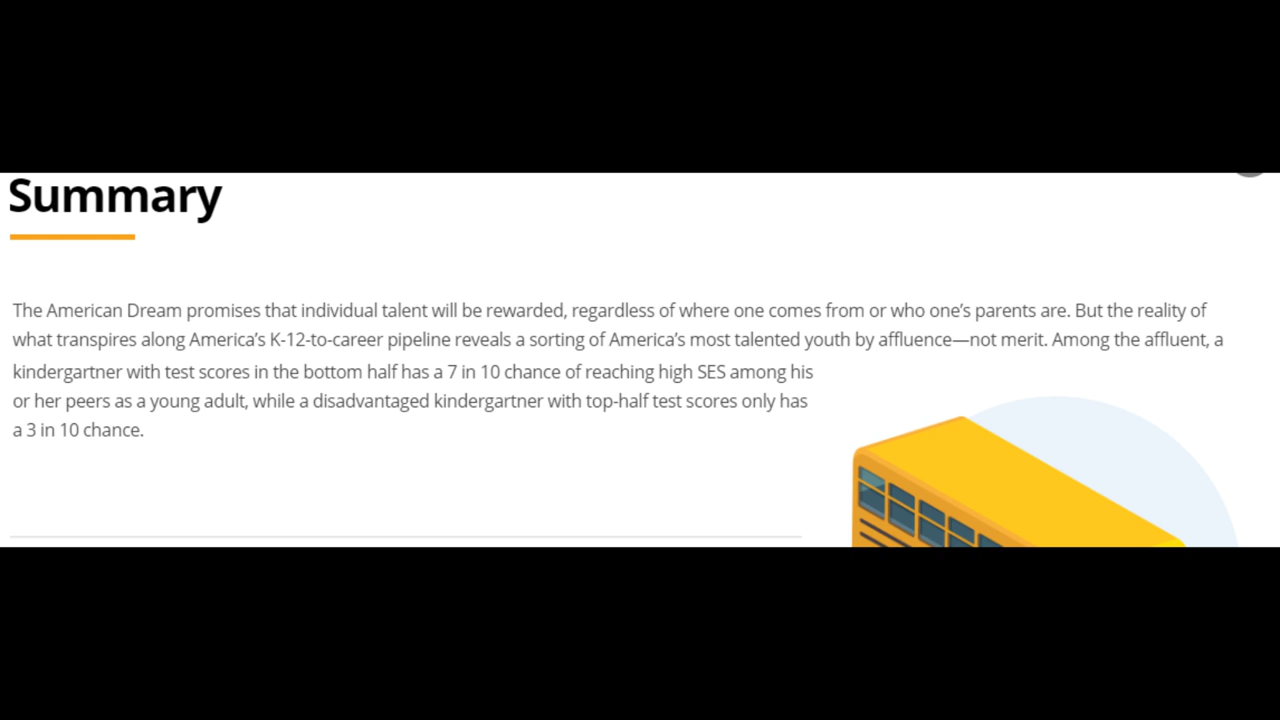 Summary
The American Dream promises that individual talent will be rewarded, regardless of where one comes from or who one’s parents are. But the reality of
what transpires along America’s K-12-to-career pipeline reveals a sorting of America’s most talented youth by affluence—not merit. Among the affluent, a
kindergartner with test scores in the bottom half has a 7 in 10 chance of reaching high SES among his
or her peers as a young adult, while a disadvantaged kindergartner with top-half test scores only has
a 3 in 10 chance.